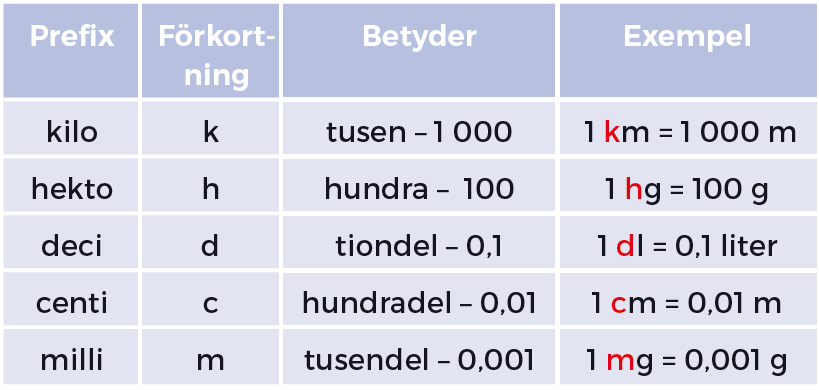 Prefix Förkort-ning Betyder Exempel
kilo k tusen – 1 000 1 km = 1 000 m
hekto h hundra – 100 1 hg = 100 g
deci d tiondel – 0,1 1 dl = 0,1 liter
centi c hundradel – 0,01 1 cm = 0,01 m
milli m tusendel – 0,001 1 mg = 0,001 g